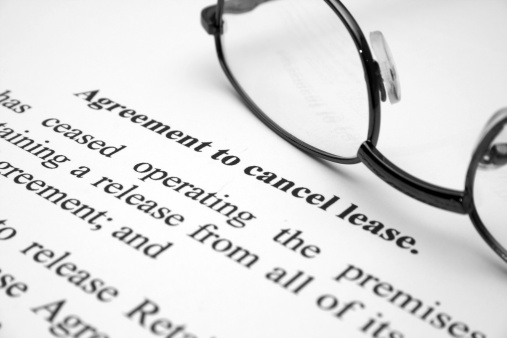 Agreement to cancel lease.
has ceased operating the premises
taining a release from all of its
greement; and
to release Reta
se Agre